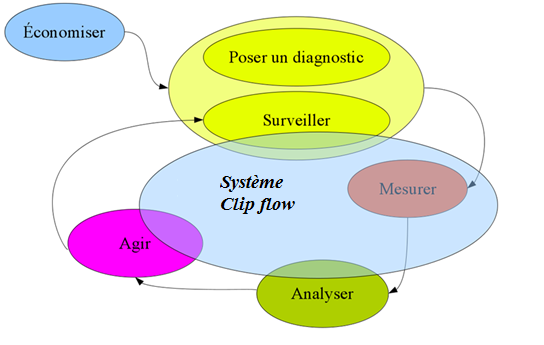 Économiser
Poser un diagnostic
Surveiller
Système
Clip flow
Mesurer
Agir
Analyser